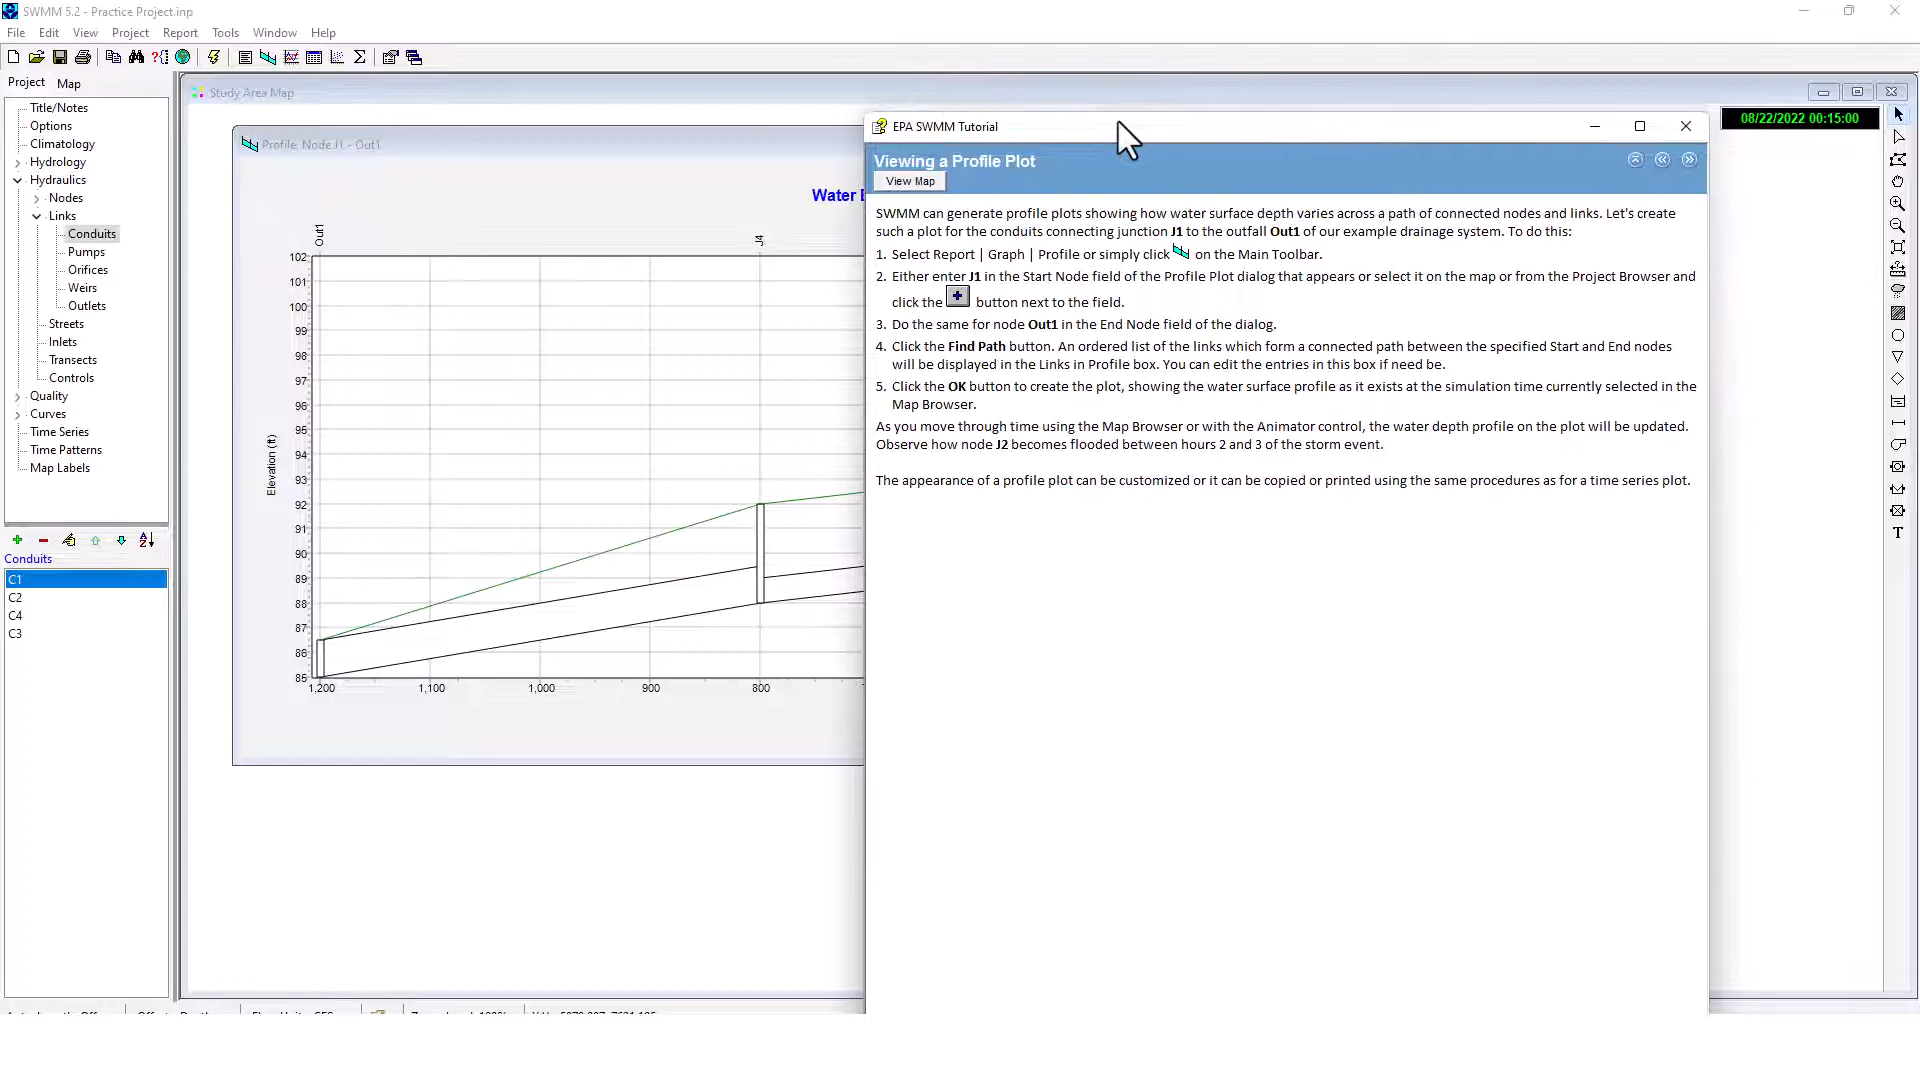 SWMM 5.2 - Practice Project.inp
File Edit View Project Report Tools Window Help
Project Map
Title/Notes
Options
Climatology
Hydrology
Hydraulics
Nodes
Links
Conduits
Pumps
Orifices
Weirs
Outlets
Streets
Inlets
Transects
Controls
Quality
Curves
Time Series
Time Patterns
Map Labels
Conduits
C1
C2
C4
C3
Study Area Map
08/22/2022 00:15:00
Profile: Node J1 - Out1
Water
Out1
J4
Elevation (ft)
102
101
100
99
98
97
96
95
94
93
92
91
90
89
88
87
86
85
1,200 1,100 1,000 900 800
EPA SWMM Tutorial
Viewing a Profile Plot
View Map
SWMM can generate profile plots showing how water surface depth varies across a path of connected nodes and links. Let's create
such a plot for the conduits connecting junction J1 to the outfall Out1 of our example drainage system. To do this:
1. Select Report | Graph | Profile or simply click on the Main Toolbar.
2. Either enter J1 in the Start Node field of the Profile Plot dialog that appears or select it on the map or from the Project Browser and
click the button next to the field.
3. Do the same for node Out1 in the End Node field of the dialog.
4. Click the Find Path button. An ordered list of the links which form a connected path between the specified Start and End nodes
will be displayed in the Links in Profile box. You can edit the entries in this box if need be.
5. Click the OK button to create the plot, showing the water surface profile as it exists at the simulation time currently selected in the
Map Browser.
As you move through time using the Map Browser or with the Animator control, the water depth profile on the plot will be updated.
Observe how node J2 becomes flooded between hours 2 and 3 of the storm event.
The appearance of a profile plot can be customized or it can be copied or printed using the same procedures as for a time series plot.
T